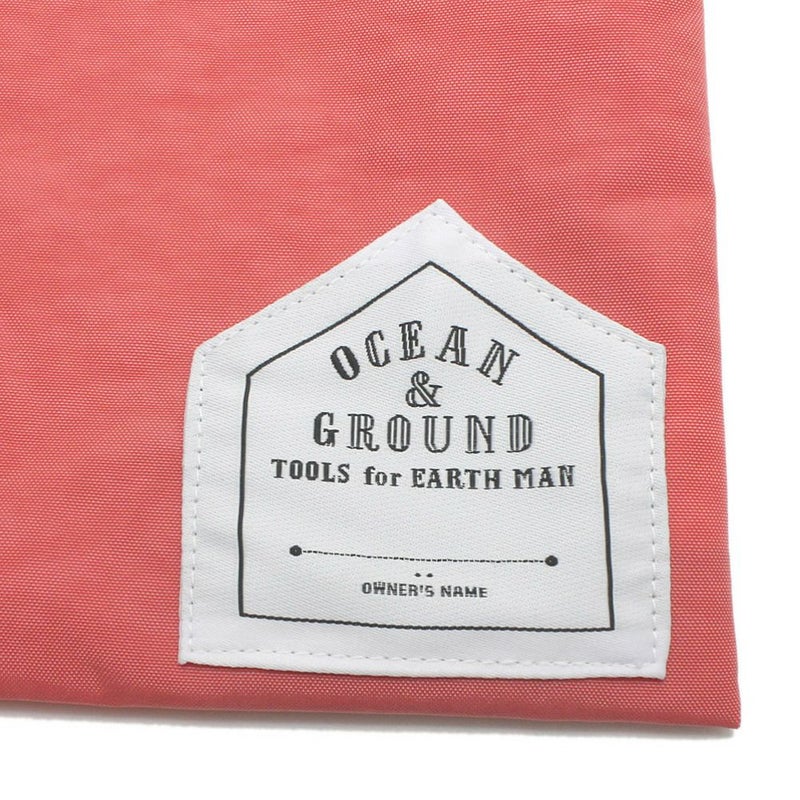 OCEAN
&
GROUND
TOOLS for EARTH MAN
OWNER'S NAME